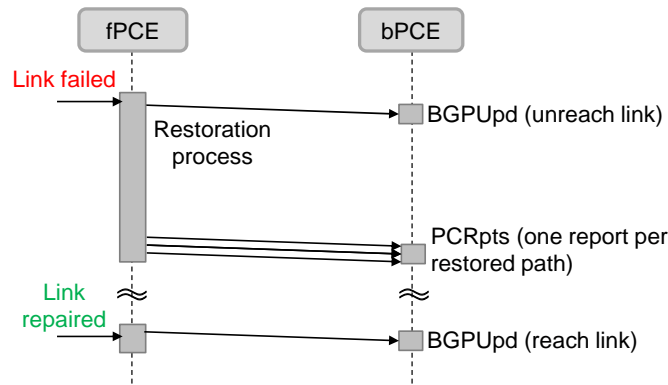 fPCE
bPCE
Link failed
BGPUpd (unreach link)
Restoration
process
PCRpts (one report per
restored path)
Link
repaired
BGPUpd (reach link)